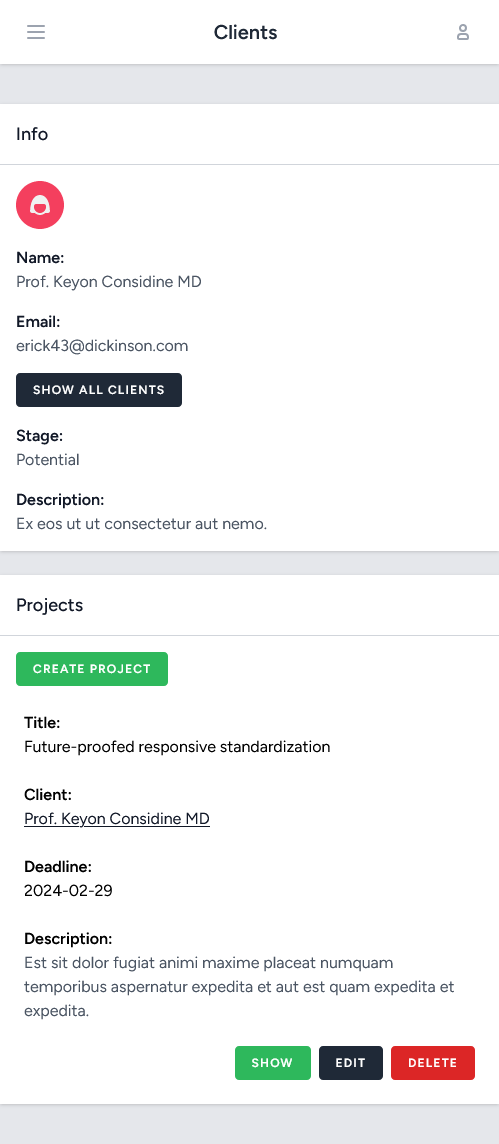 Clients
Info
Name:
Prof. Keyon Considine MD
Email:
erick43@dickinson.com
SHOW ALL CLIENTS
Stage:
Potential
Description:
Ex eos ut ut consectetur aut nemo.
Projects
CREATE PROJECT
Title:
Future-proofed responsive standardization
Client:
Prof. Keyon Considine MD
Deadline:
2024-02-29
Description:
Est sit dolor fugiat animi maxime placeat numquam
temporibus aspernatur expedita et aut est quam expedita et
expedita.
SHOW EDIT DELETE